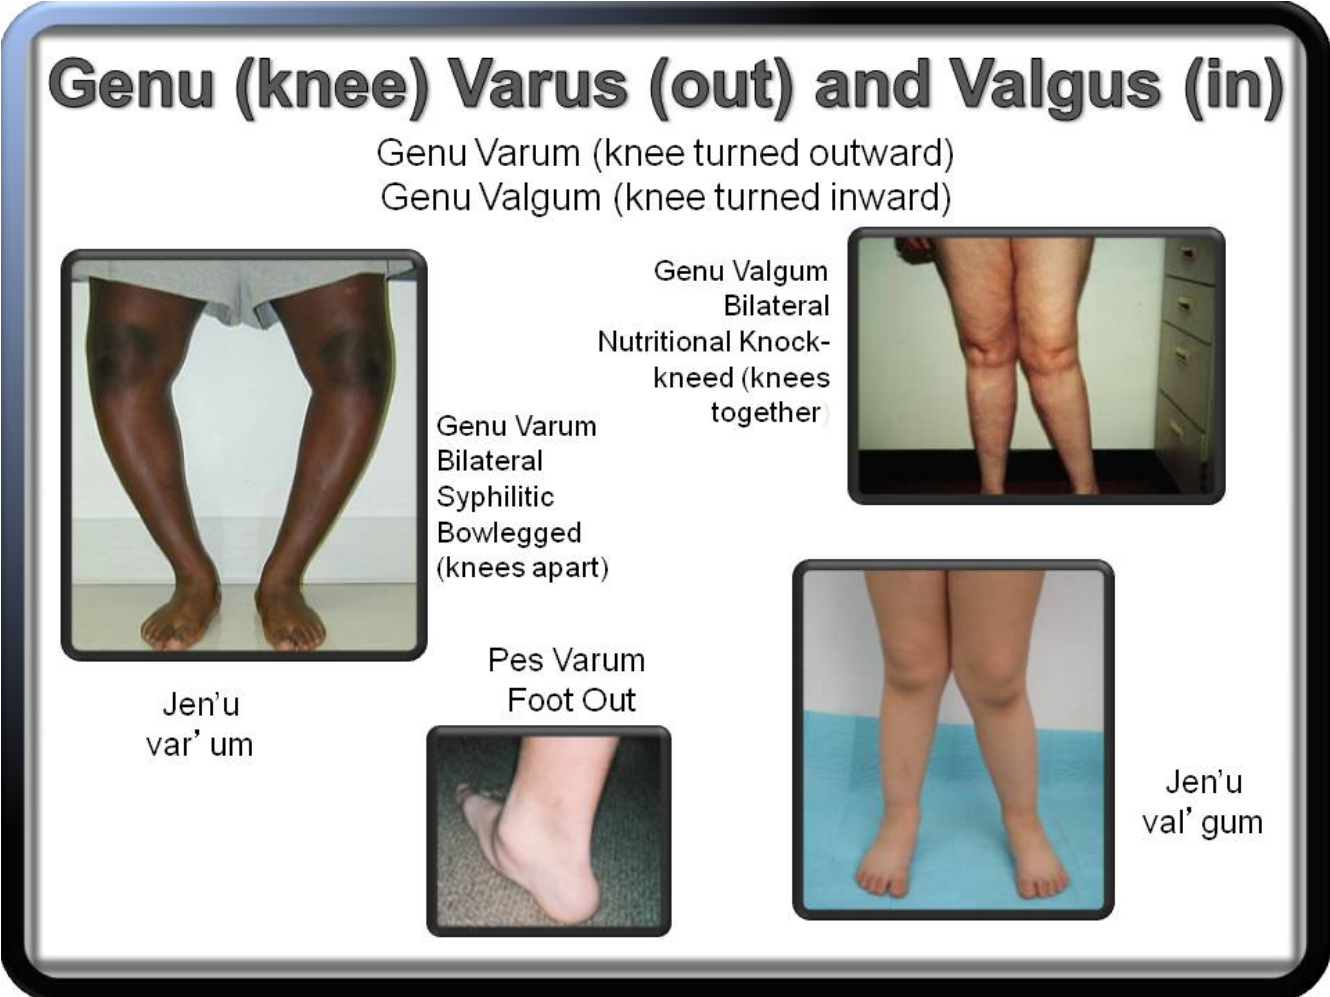 Genu (knee) Varus (out) and Valgus (in)
Genu Varum (knee turned outward)
Genu Valgum (knee turned inward)
Genu Valgum
Bilateral
Nutritional Knock-
kneed (knees
together)
Genu Varum
Bilateral
Syphilitic
Bowlegged
(knees apart)
Pes Varum
Foot Out
Jen’u
var’ um
Jen’u
val’ gum